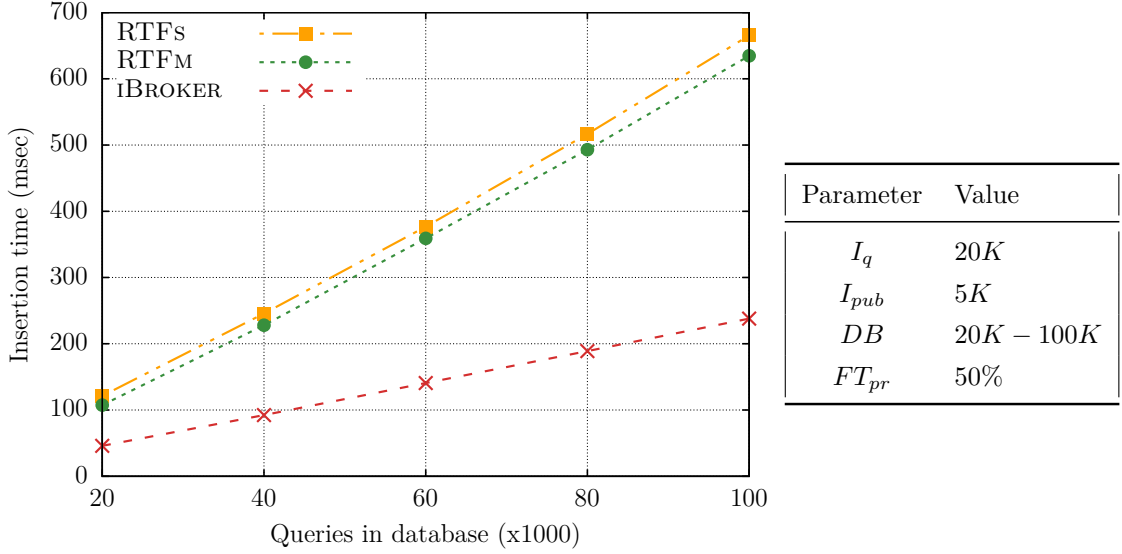 700
600
500
400
300
200
100
0
Insertion time (msec)
RTFs
RTFM
iBROKER
20 40 60 80 100
Queries in database (x1000)
Parameter Value
I_q 20K
I_pub 5K
DB 20K − 100K
FT_pr 50%